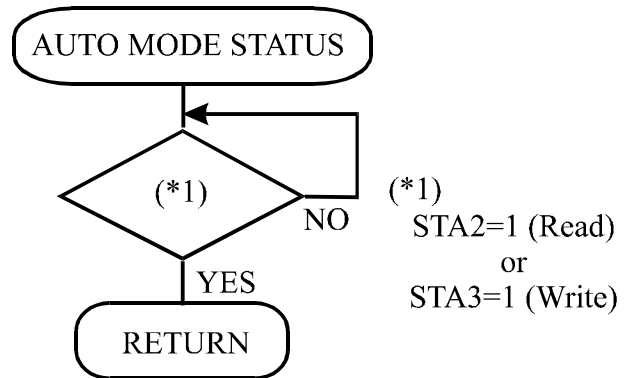 AUTO MODE STATUS
(*1)
NO
YES
RETURN
(*1)
STA2=1 (Read)
or
STA3=1 (Write)